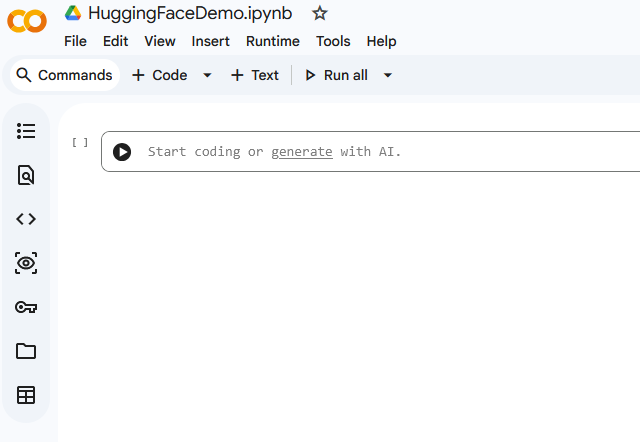 HuggingFaceDemo.ipynb
File Edit View Insert Runtime Tools Help
Commands + Code + Text Run all
[ ] Start coding or generate with AI.